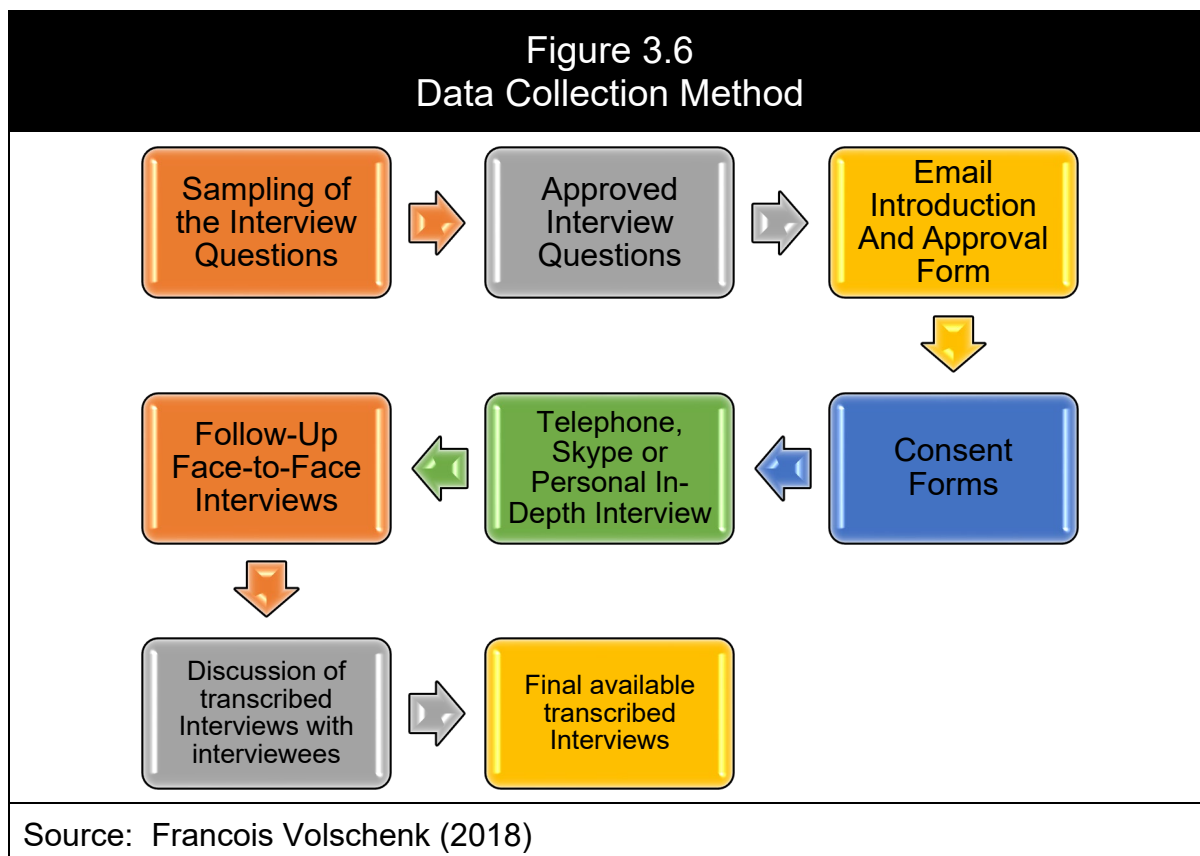 Figure 3.6
Data Collection Method
Sampling of
the Interview
Questions
Approved
Interview
Questions
Email
Introduction
And Approval
Form
Consent
Forms
Telephone,
Skype or
Personal In-
Depth Interview
Follow-Up
Face-to-Face
Interviews
Discussion of
transcribed
Interviews with
interviewees
Final available
transcribed
Interviews
Source: Francois Volschenk (2018)